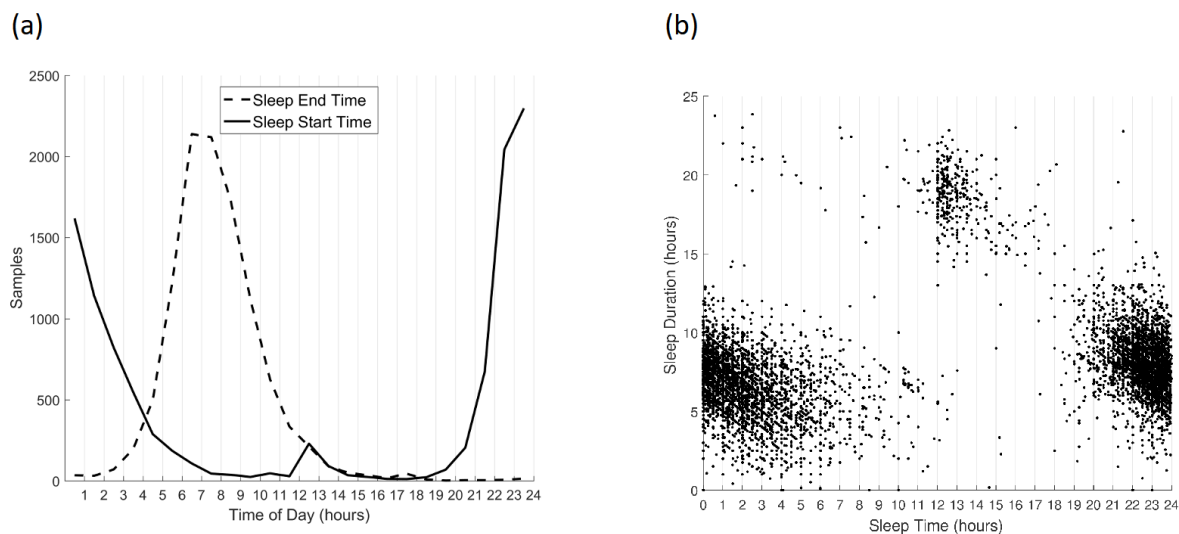 (a)
(b)
2500
2000
1500
1000
500
0
Samples
Sleep End Time
Sleep Start Time
1 2 3 4 5 6 7 8 9 10 11 12 13 14 15 16 17 18 19 20 21 22 23 24
Time of Day (hours)
25
20
15
10
5
0
Sleep Duration (hours)
0 1 2 3 4 5 6 7 8 9 10 11 12 13 14 15 16 17 18 19 20 21 22 23 24
Sleep Time (hours)